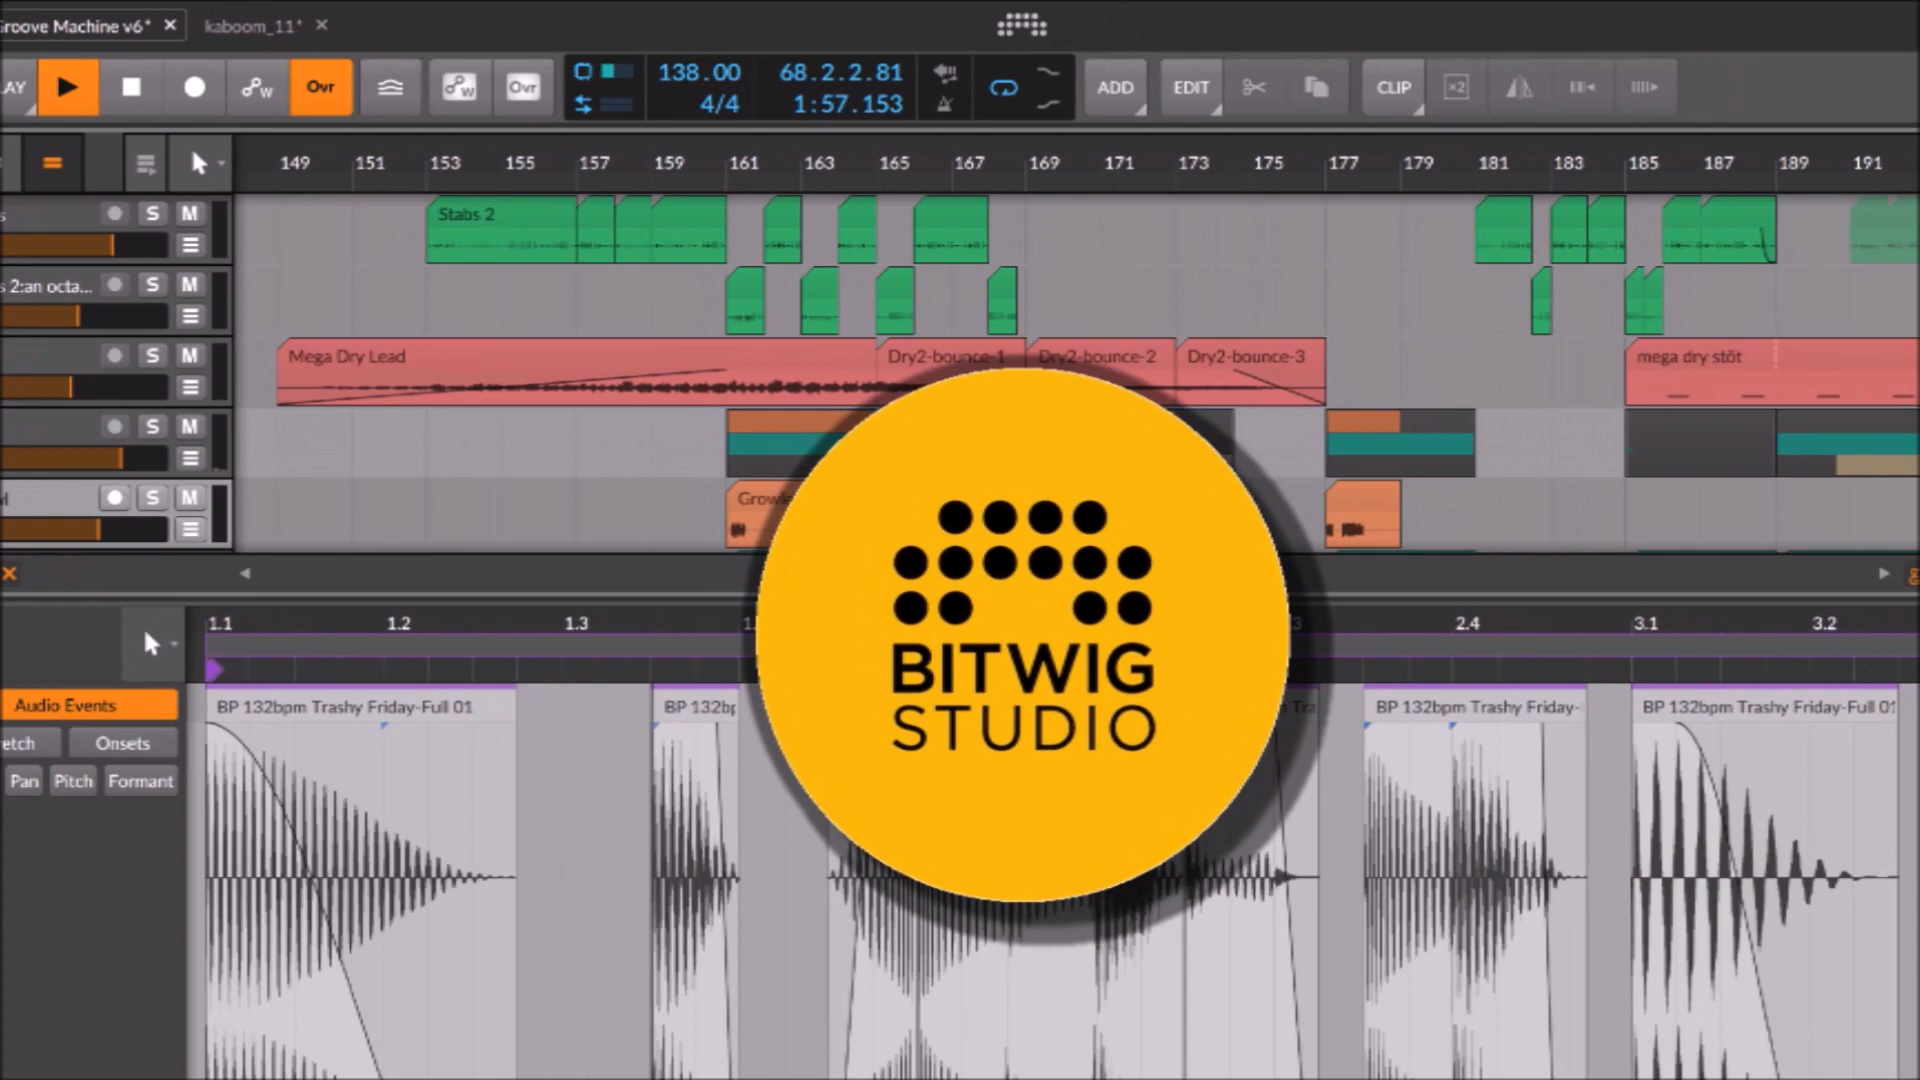 Groove Machine v6* ×
kaboom_11* ×
LAY
Ovr
Ovr
138.00
4/4
68.2.2.81
1:57.153
ADD
EDIT
CLIP
×2
149 151 153 155 157 159 161 163 165 167 169 171 173 175 177 179 181 183 185 187 189 191
s S M
Stabs 2
s 2:an octa... S M
S M
Mega Dry Lead
Dry2-bounce-1
Dry2-bounce-2
Dry2-bounce-3
mega dry stöt
S M
S M
BITWIG
STUDIO
1.1 1.2 1.3 2.4 3.1 3.2
Audio Events
BP 132bpm Trashy Friday-Full 01
BP 132bp
BP 132bpm Trashy Friday-
BP 132bpm Trashy Friday-Full 01
etch
Onsets
Pan
Pitch
Formant